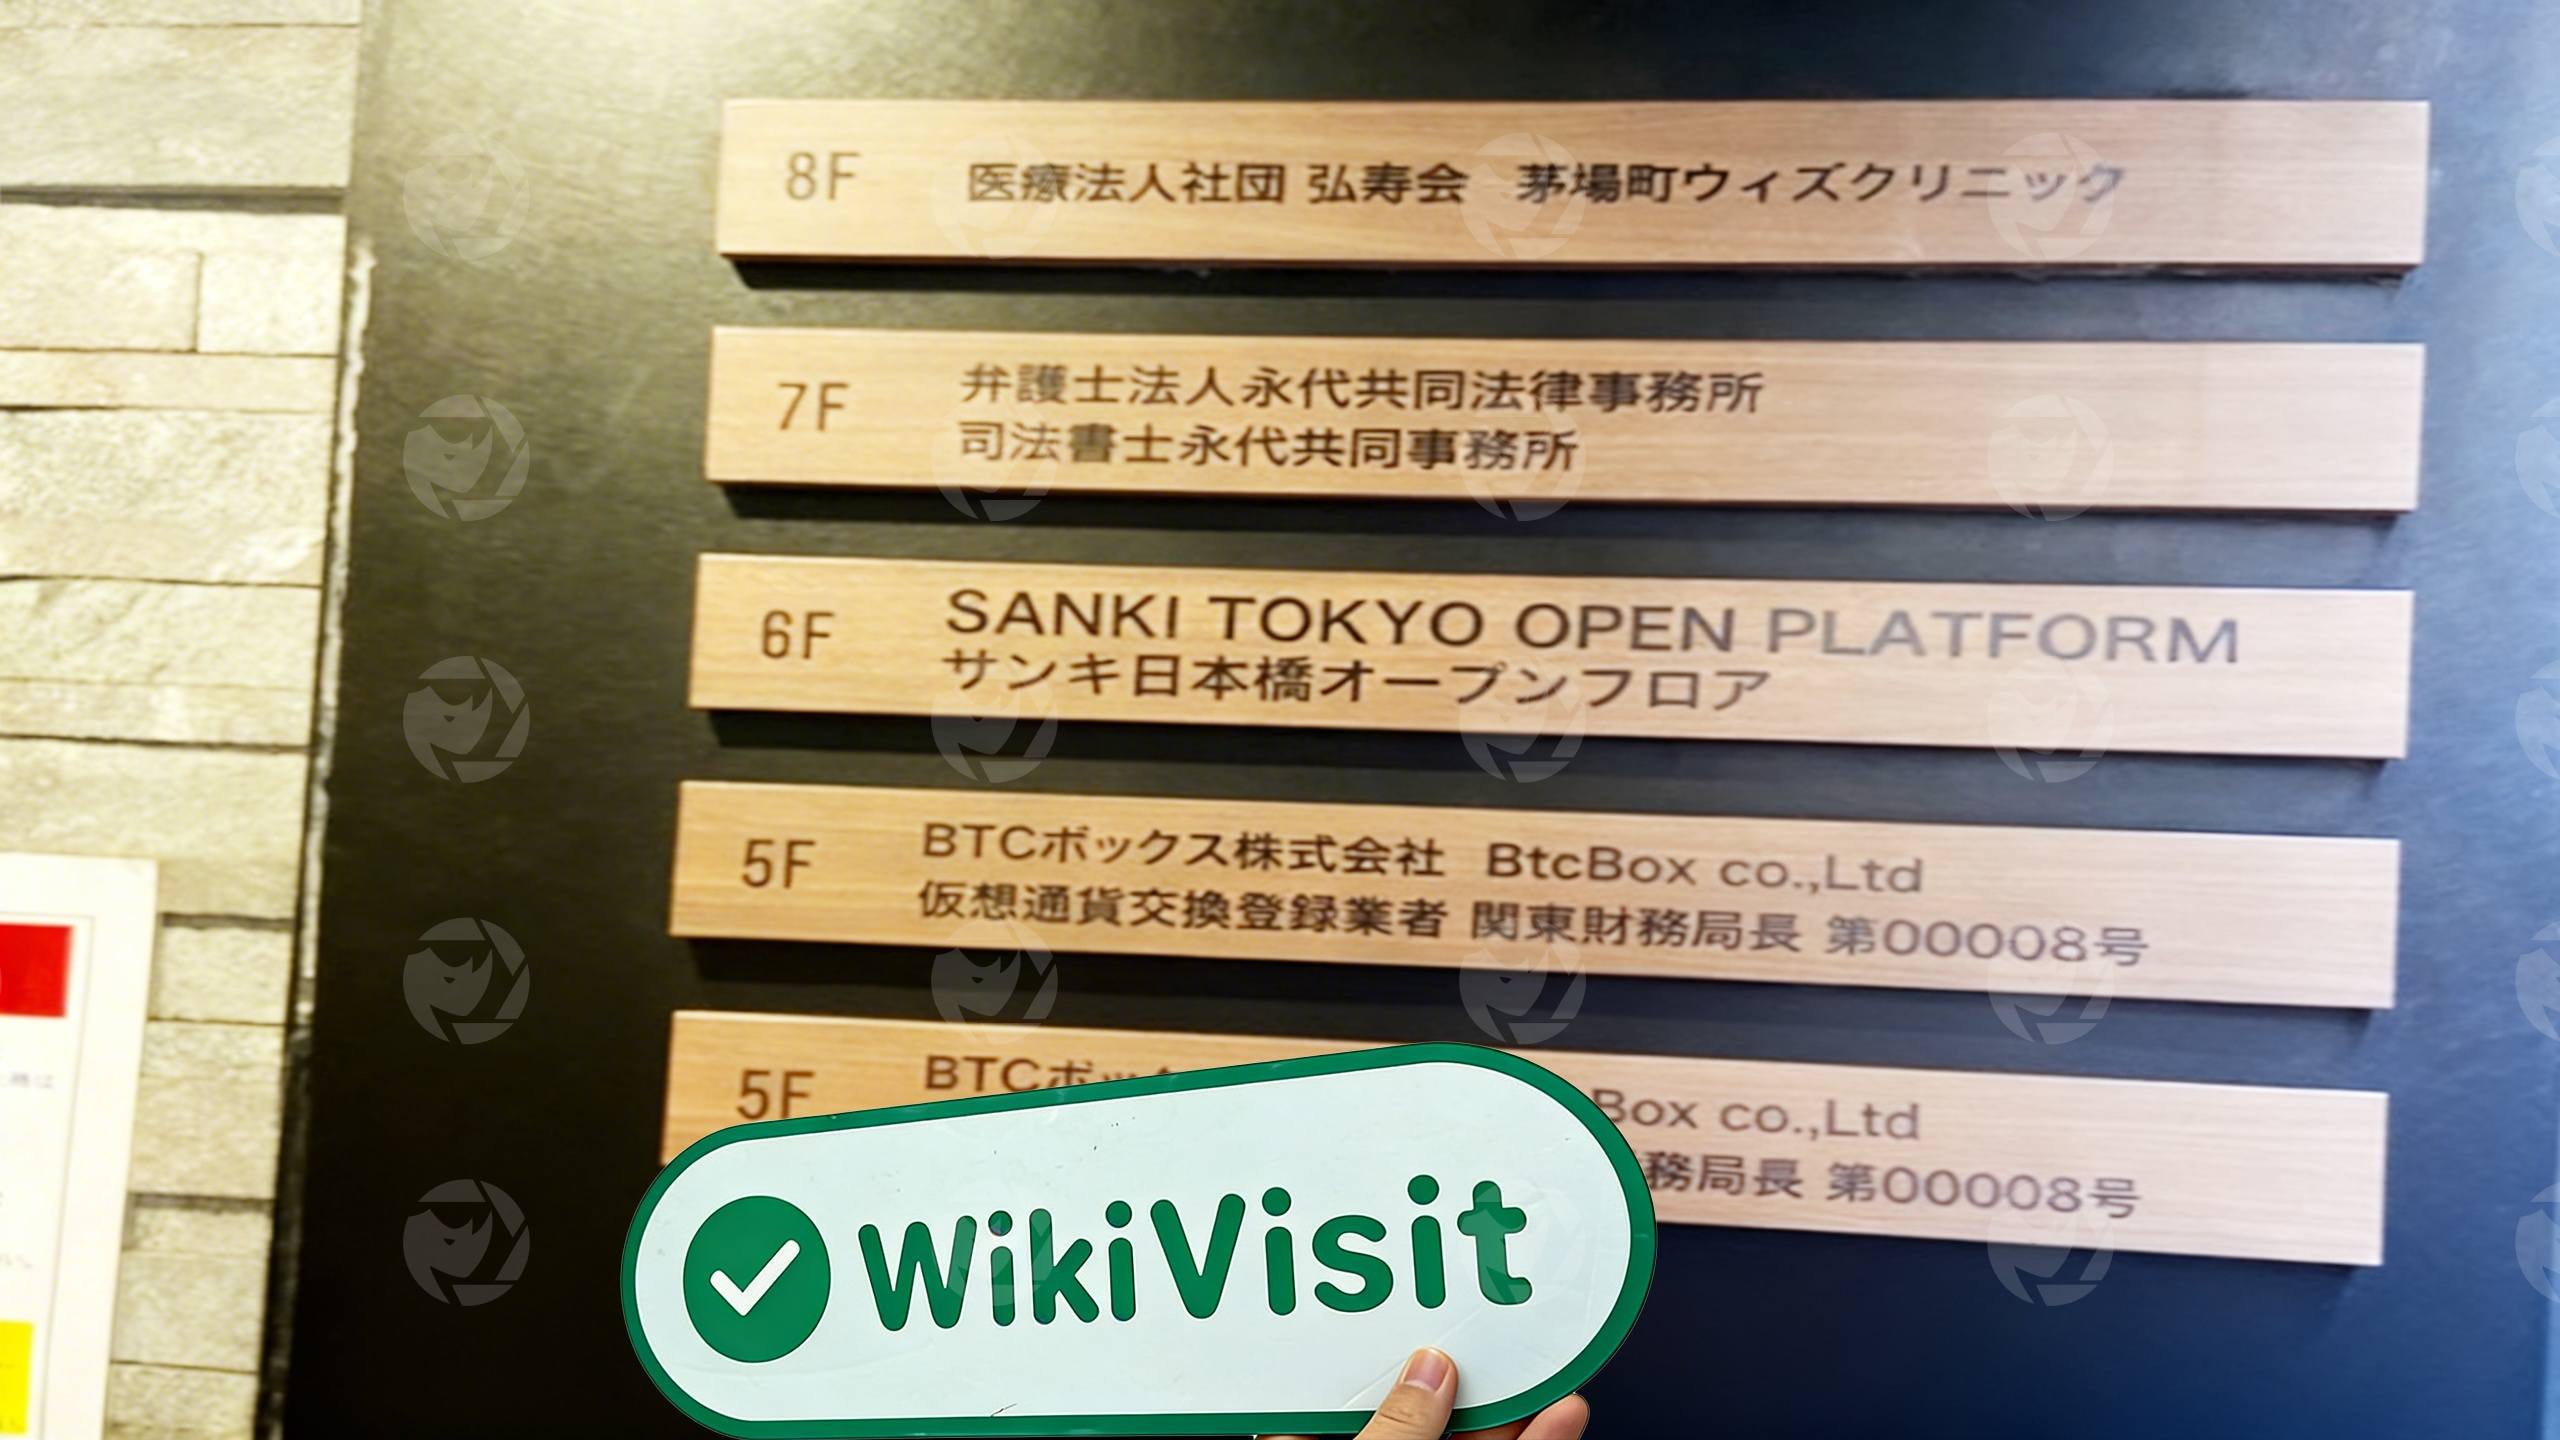 8F 医療法人社団 弘寿会 茅場町ウィズクリニック
7F 弁護士法人永代共同法律事務所
司法書士永代共同事務所
6F SANKI TOKYO OPEN PLATFORM
サンキ日本橋オープンフロア
5F BTCボックス株式会社 BtcBox co.,Ltd
仮想通貨交換登録業者 関東財務局長 第00008号
5F BTCボッ Box co.,Ltd
務局長 第00008号
WikiVisit